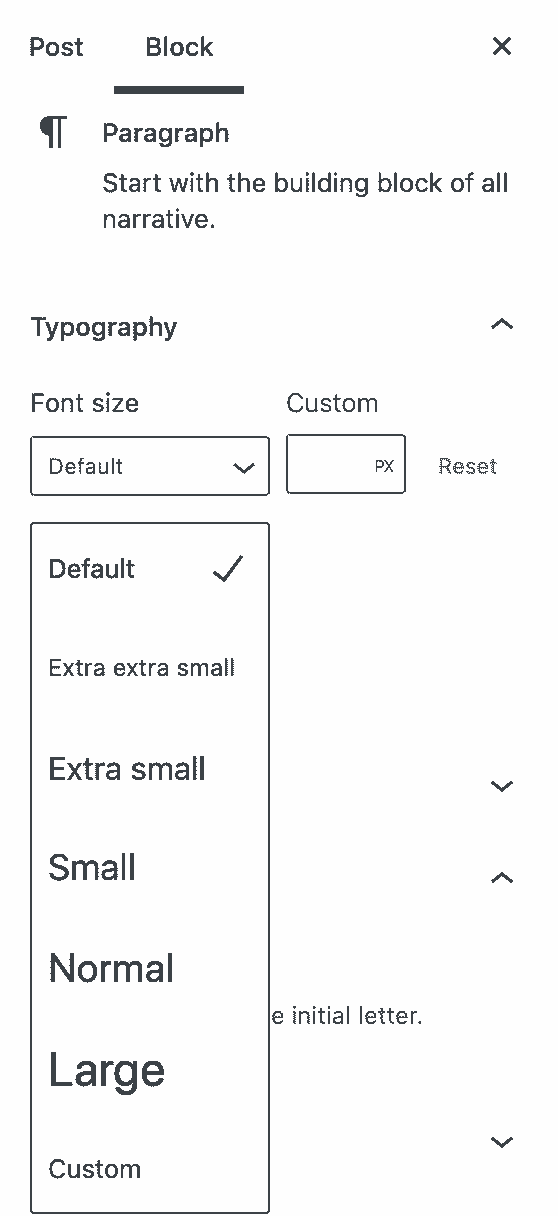 Post Block
Paragraph
Start with the building block of all
narrative.
Typography
Font size Custom
Default PX Reset
Default
Extra extra small
Extra small
Small
Normal
e initial letter.
Large
Custom